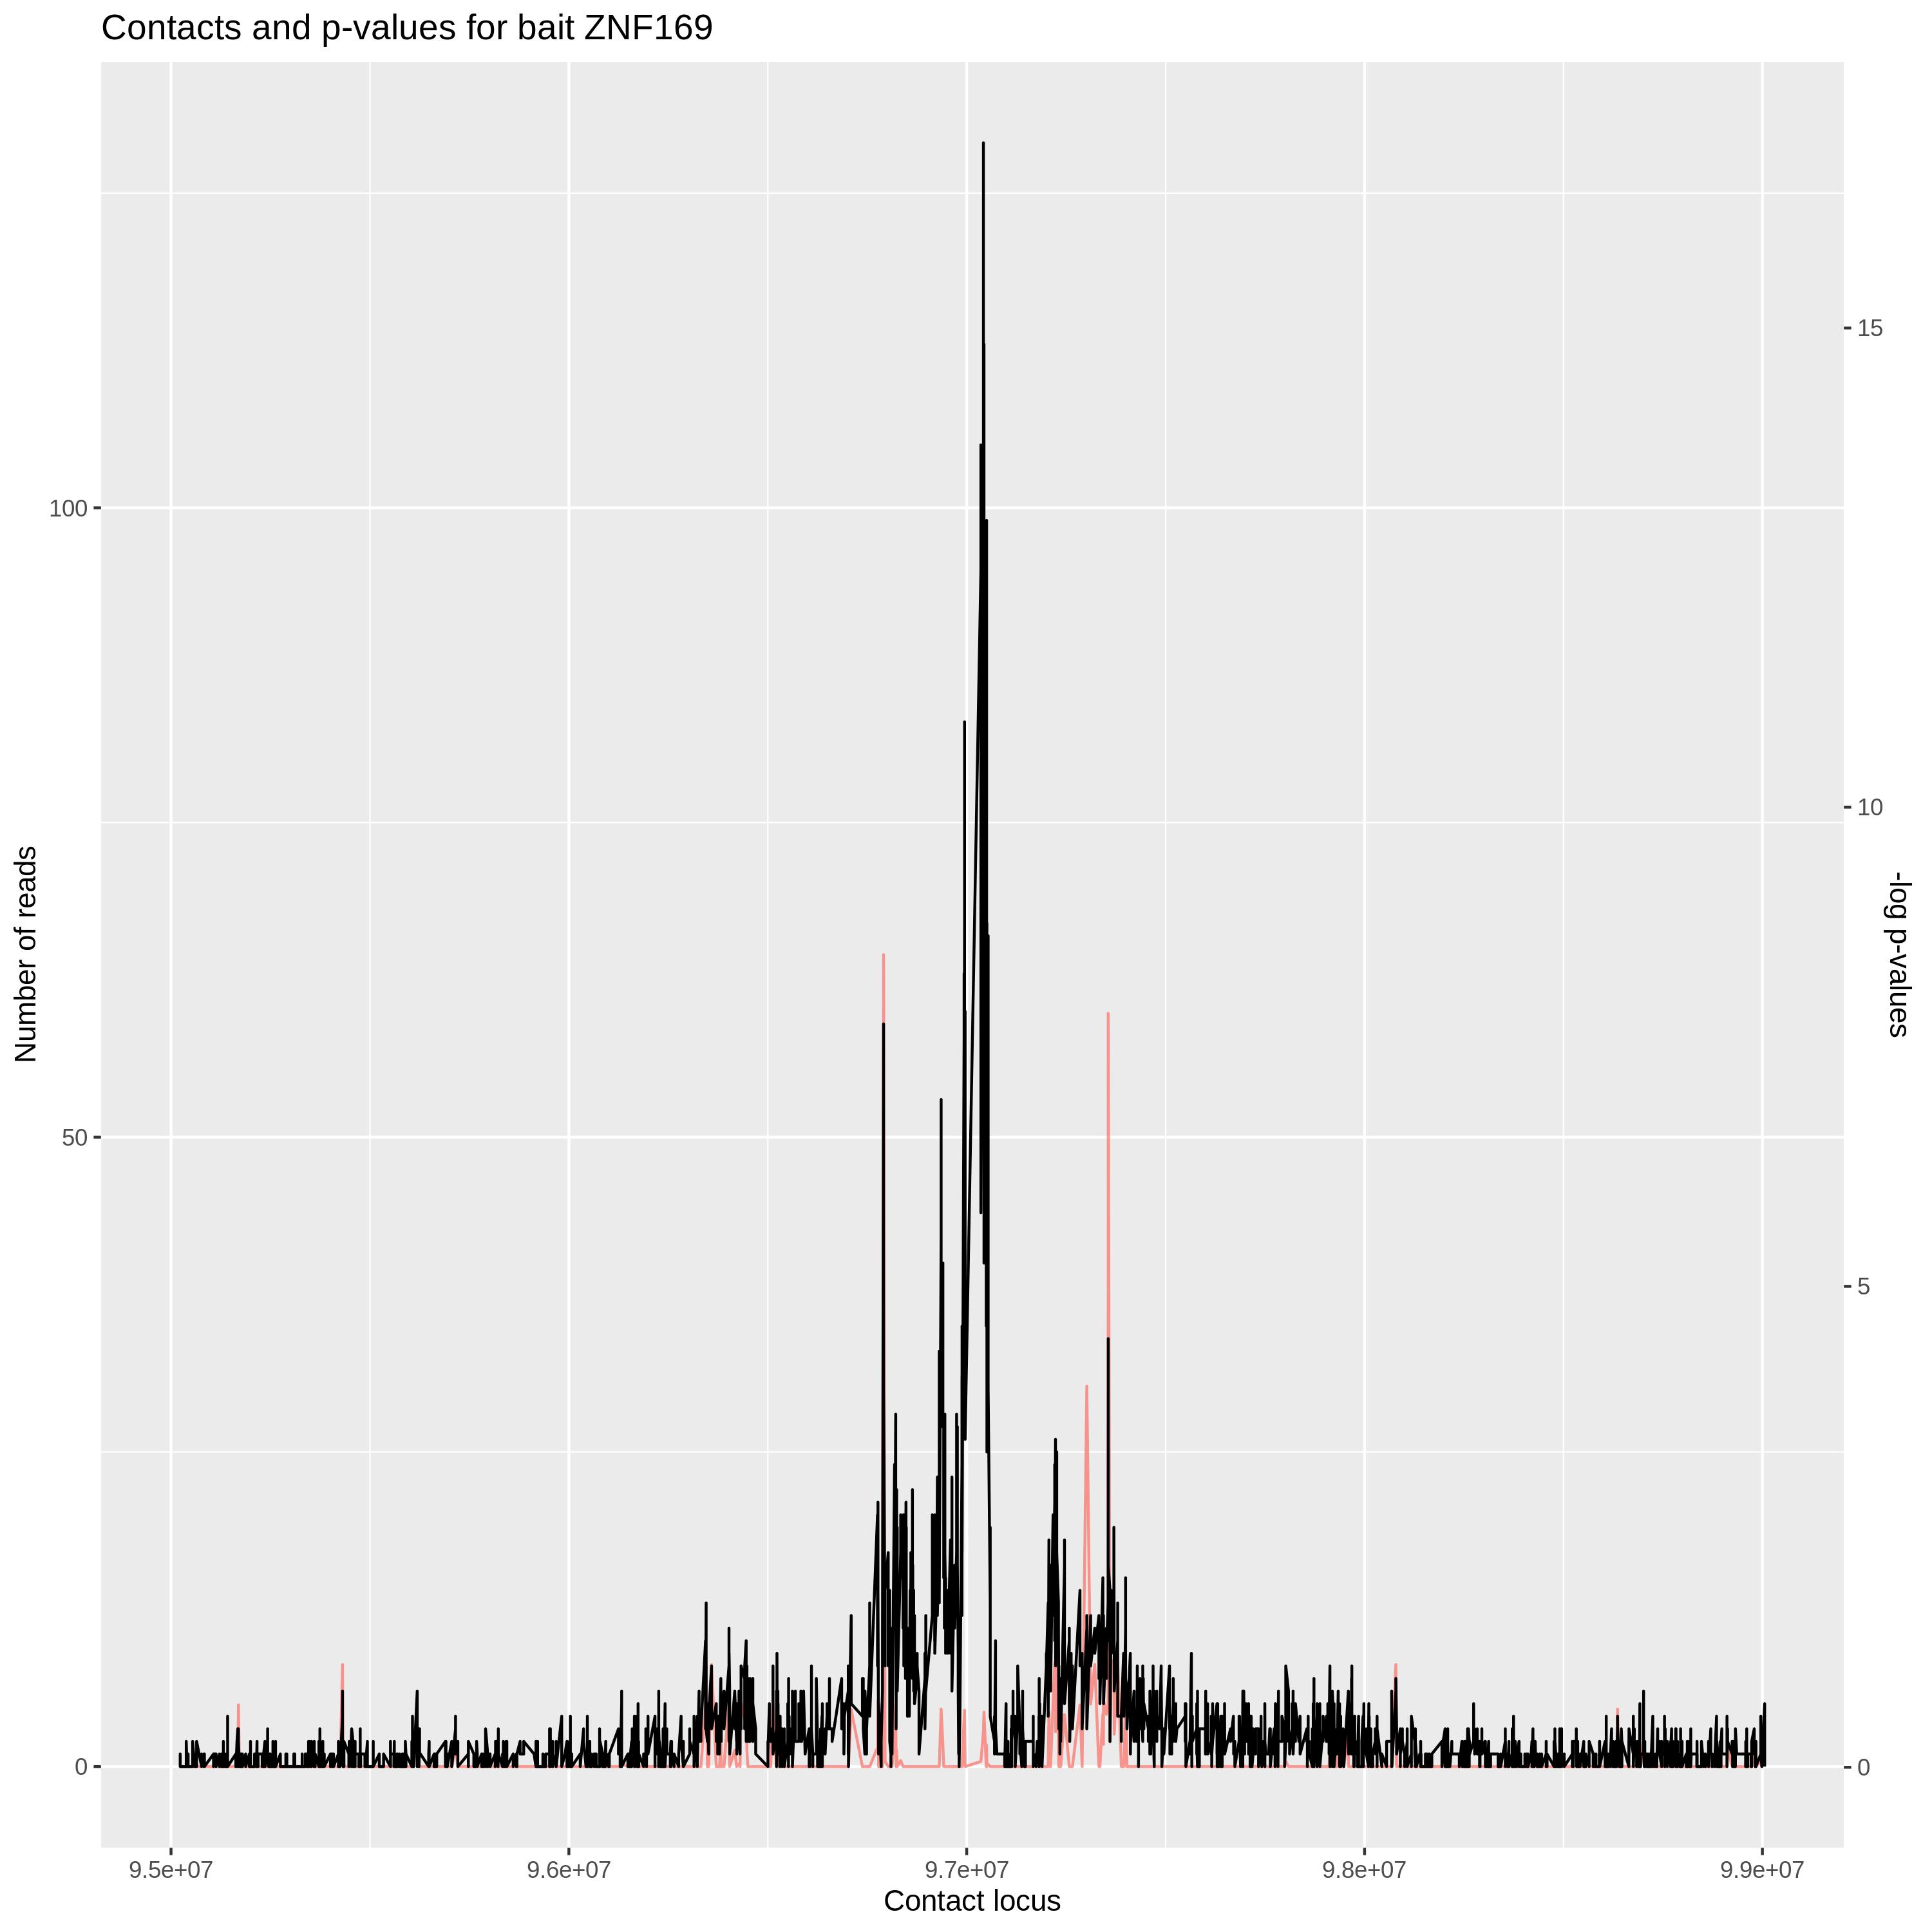 Contacts and p-values for bait ZNF169
100
50
0
Number of reads
15
10
5
0
-log p-values
9.5e+07
9.6e+07
9.7e+07
9.8e+07
9.9e+07
Contact locus